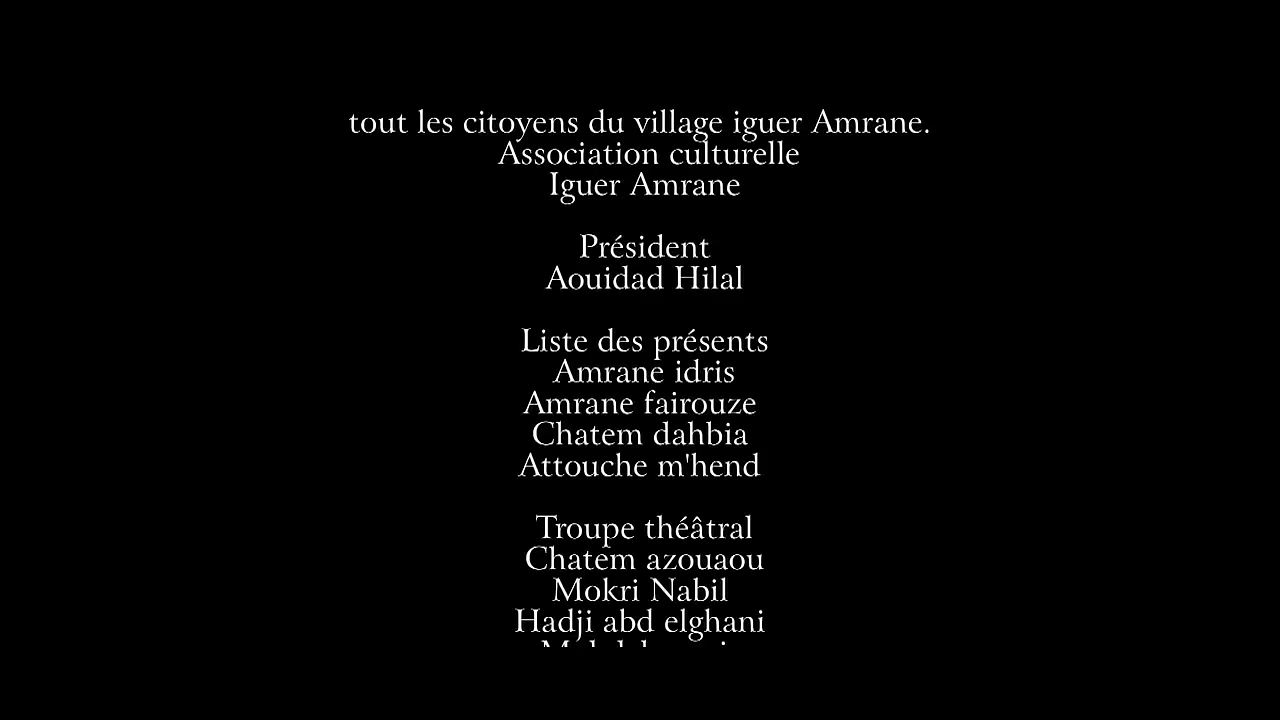 tout les citoyens du village iguer Amrane.
Association culturelle
Iguer Amrane
Président
Aouidad Hilal
Liste des présents
Amrane idris
Amrane fairouze
Chatem dahbia
Attouche m'hend
Troupe théâtral
Chatem azouaou
Mokri Nabil
Hadji abd elghani